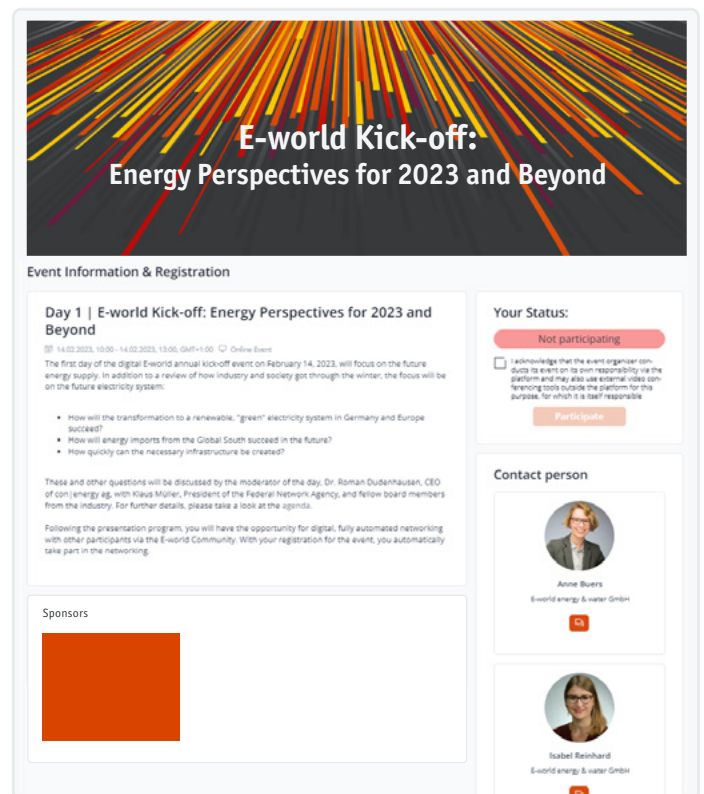 E-world Kick-off:
Energy Perspectives for 2023 and Beyond
Event Information & Registration
Day 1 | E-world Kick-off: Energy Perspectives for 2023 and
Beyond
14.02.2023, 10:00 - 14.02.2023, 13:00, GMT+1:00 Online Event
The first day of the digital E-world annual kick-off event on February 14, 2023, will focus on the future
energy supply. In addition to a review of how industry and society got through the winter, the focus will be
on the future electricity system:
• How will the transformation to a renewable, "green" electricity system in Germany and Europe
succeed?
• How will energy imports from the Global South succeed in the future?
• How quickly can the necessary infrastructure be created?
These and other questions will be discussed by the moderator of the day, Dr. Roman Dudenhausen, CEO
of con|energy ag, with Klaus Müller, President of the Federal Network Agency, and fellow board members
from the industry. For further details, please take a look at the agenda.
Following the presentation program, you will have the opportunity for digital, fully automated networking
with other participants via the E-world Community. With your registration for the event, you automatically
take part in the networking.
Sponsors
Your Status:
Not participating
I acknowledge that the event organizer con-
ducts its event on its own responsibility via the
platform and may also use external video con-
ferencing tools outside the platform for this
purpose, for which it is itself responsible
Participate
Contact person
Anne Buers
E-world energy & water GmbH
Isabel Reinhard
E-world energy & water GmbH